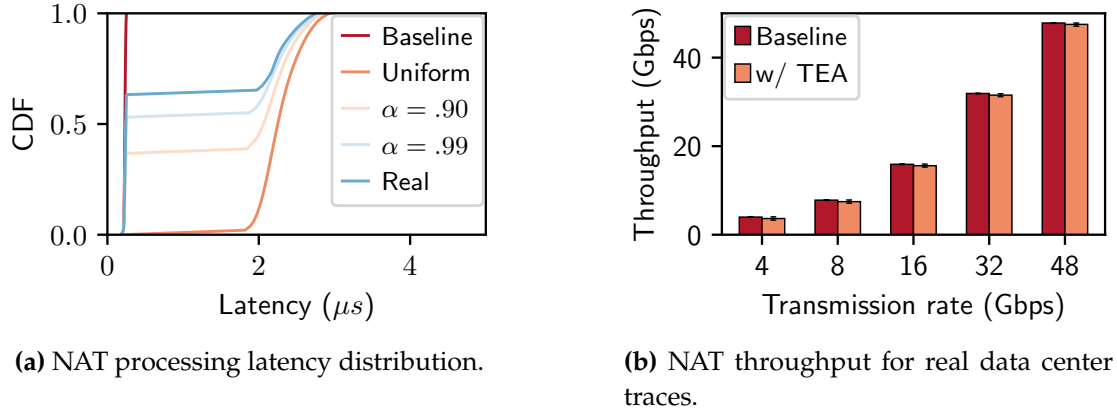 1.0
0.5
0.0
CDF
0
2
4
Latency (μs)
Baseline
Uniform
α = .90
α = .99
Real
(a) NAT processing latency distribution.
40
20
0
Throughput (Gbps)
4
8
16
32
48
Transmission rate (Gbps)
Baseline
w/ TEA
(b) NAT throughput for real data center
traces.